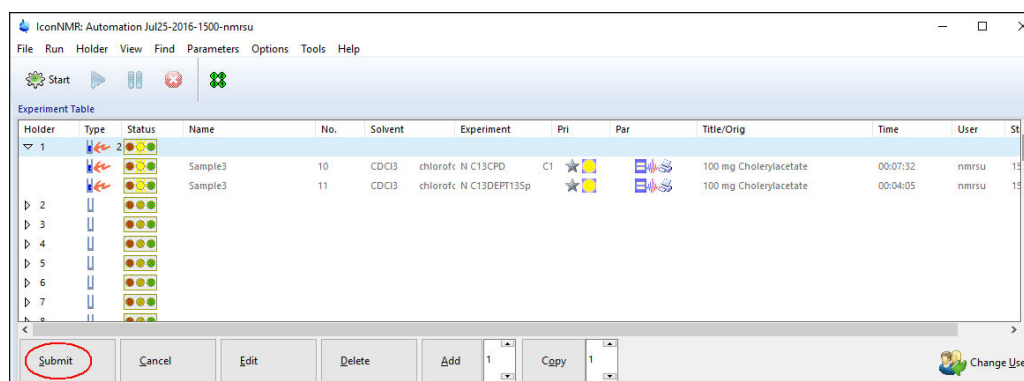 IconNMR: Automation Jul25-2016-1500-nmrsu
File Run Holder View Find Parameters Options Tools Help
Start
Experiment Table
Holder Type Status Name No. Solvent Experiment Pri Par Title/Orig Time User St
1 2
Sample3 10 CDCl3 chlorofc N C13CPD C1 100 mg Cholerylacetate 00:07:32 nmrsu 15
Sample3 11 CDCl3 chlorofc N C13DEPT135p 100 mg Cholerylacetate 00:04:05 nmrsu 15
2
3
4
5
6
7
8
Submit Cancel Edit Delete Add 1 Copy 1 Change Use